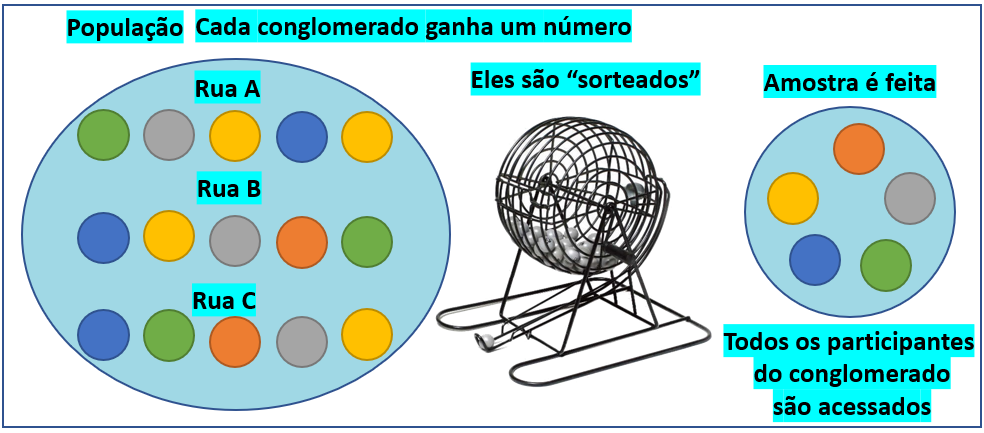 População
Cada conglomerado ganha um número
Rua A
Rua B
Rua C
Eles são “sorteados”
Amostra é feita
Todos os participantes
do conglomerado
são acessados